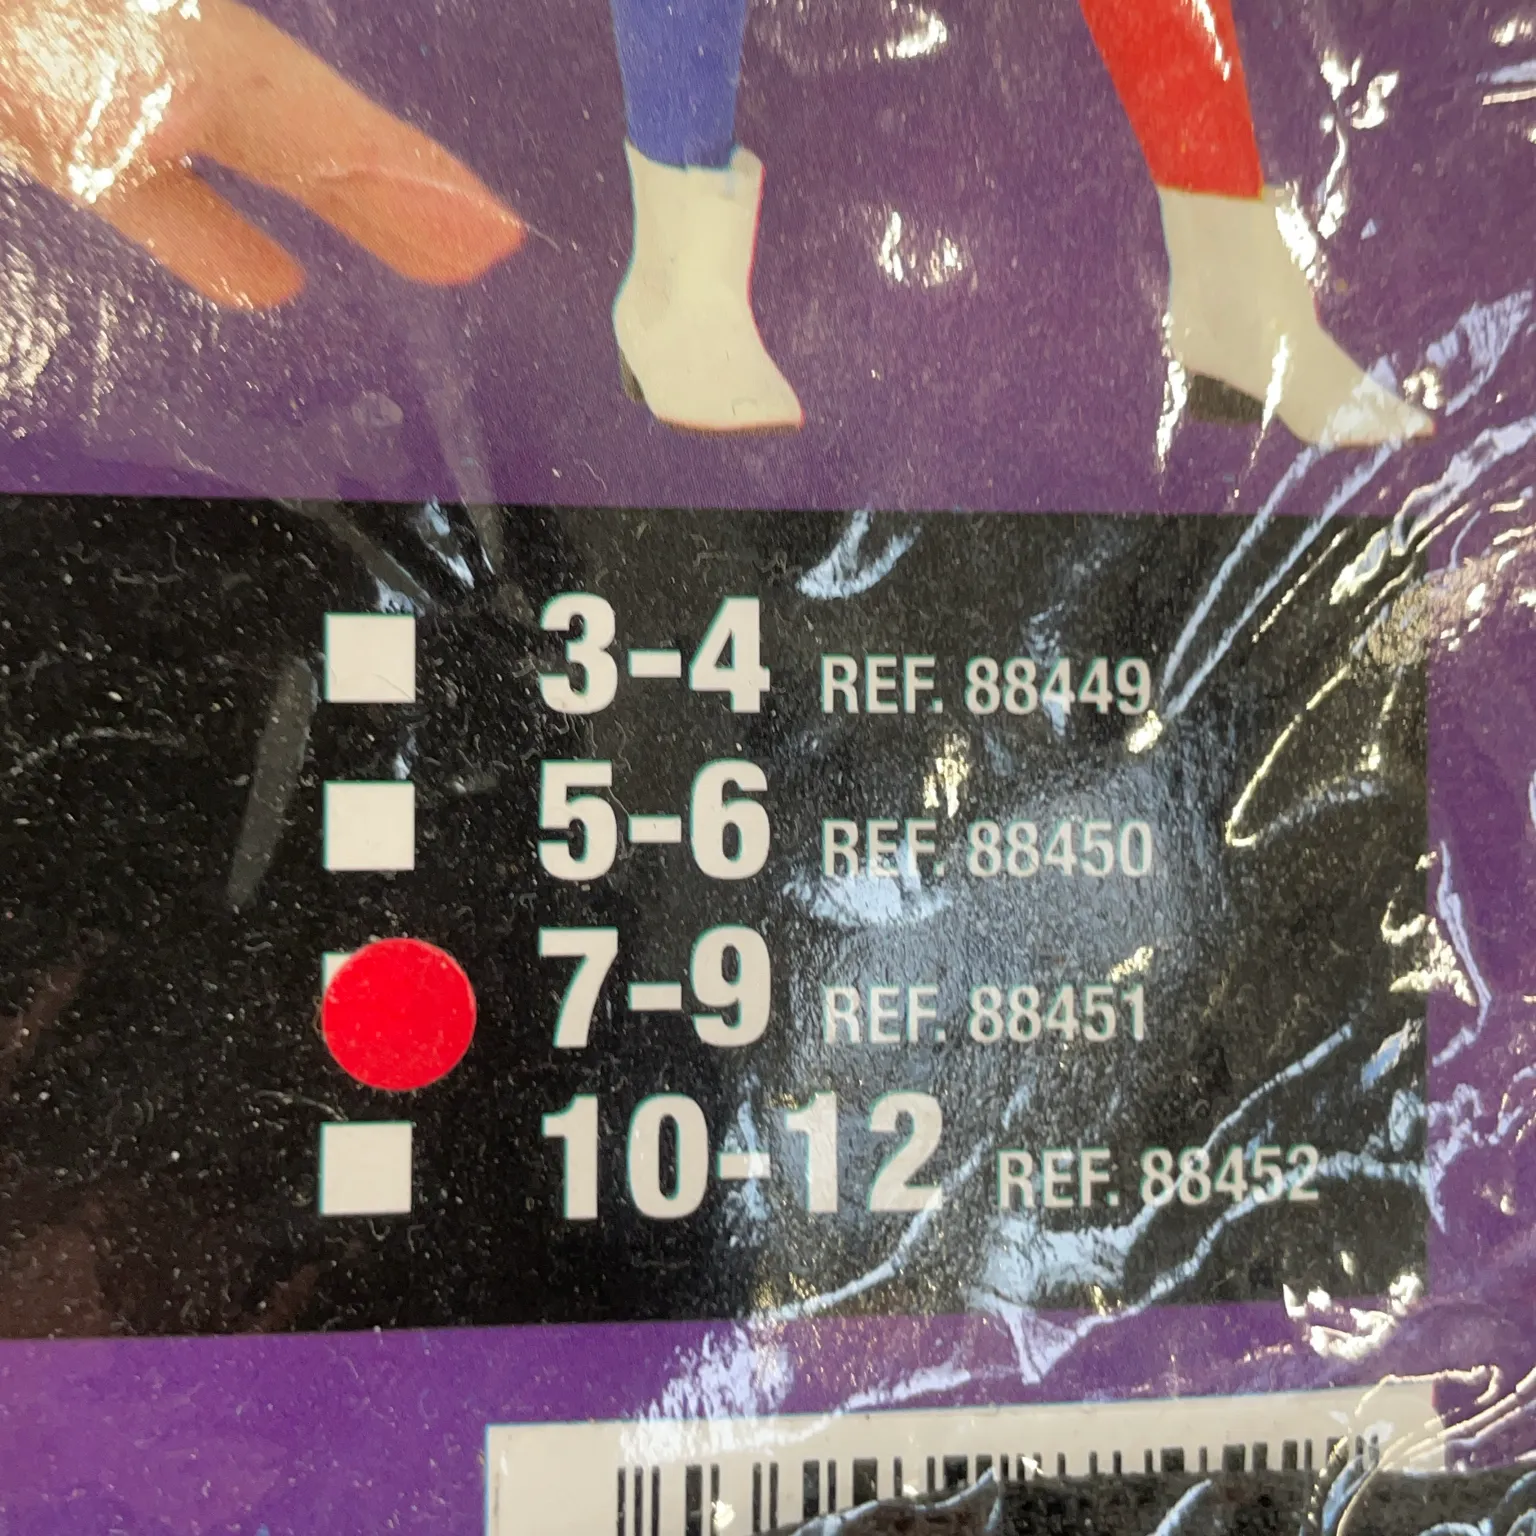 3-4 REF. 88449
5-6 REF. 88450
7-9 REF. 88451
10-12 REF. 88452